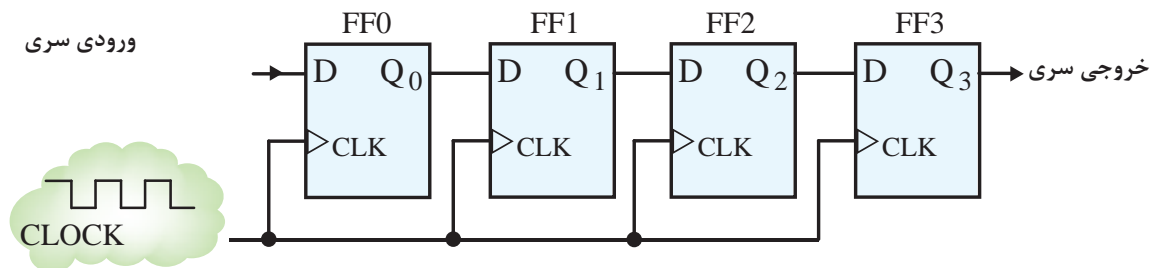 FF0 FF1 FF2 FF3
ورودی سری
D Q0 D Q1 D Q2 D Q3
خروجی سری
CLK CLK CLK CLK
CLOCK